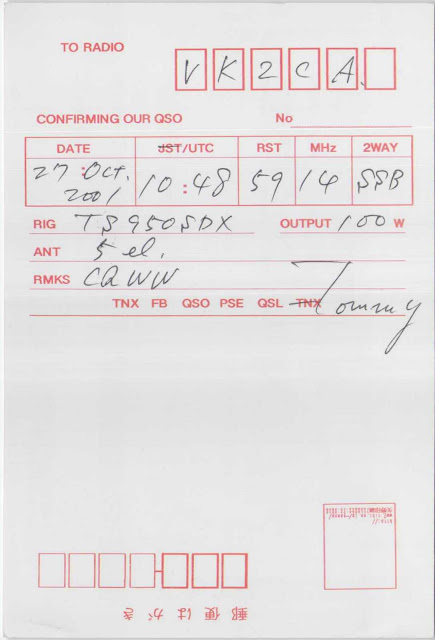 TO RADIO
VK2CA
CONFIRMING OUR QSO No
DATE JST/UTC RST MHz 2WAY
27 Oct. 2001 10:48 59 14 SSB
RIG TS950SDX OUTPUT 100 W
ANT 5 el.
RMKS CQ WW
TNX FB QSO PSE QSL TNX
Tommy
郵便はがき